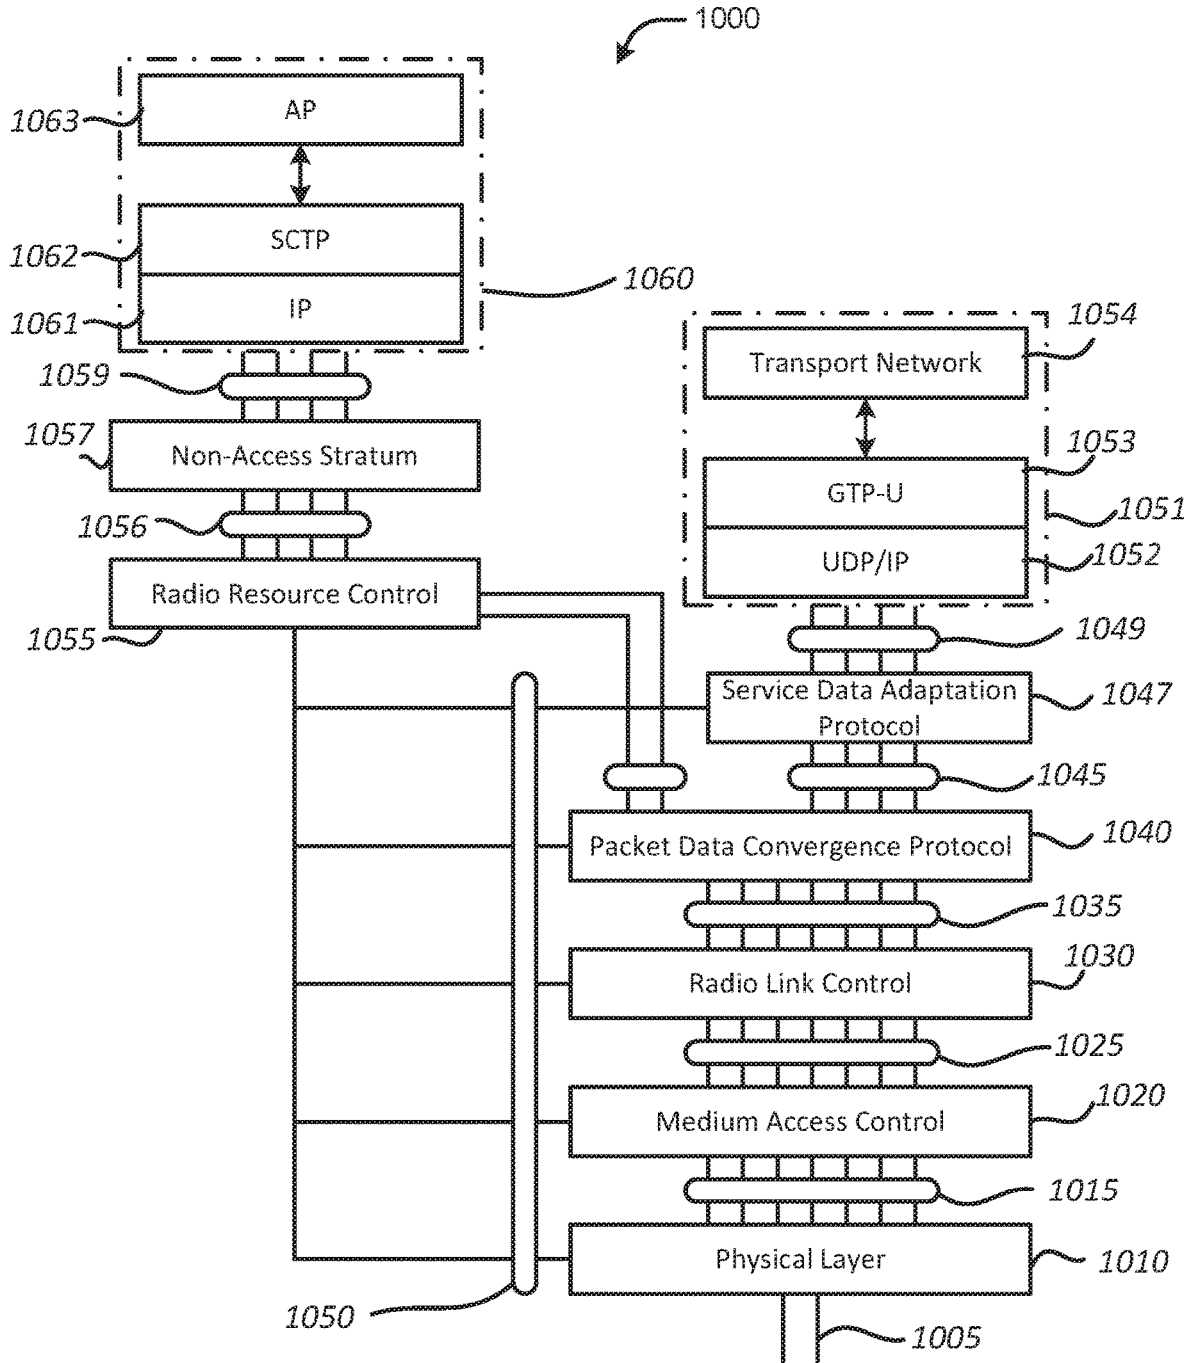 1000
AP
1063
SCTP
1062
1060
IP
1061
1054
Transport Network
1059
1057
Non-Access Stratum
1053
GTP-U
1051
1056
1052
UDP/IP
Radio Resource Control
1055
1049
Service Data Adaptation
Protocol
1047
1045
1040
Packet Data Convergence Protocol
1035
1030
Radio Link Control
1025
1020
Medium Access Control
1015
Physical Layer
1010
1050
1005